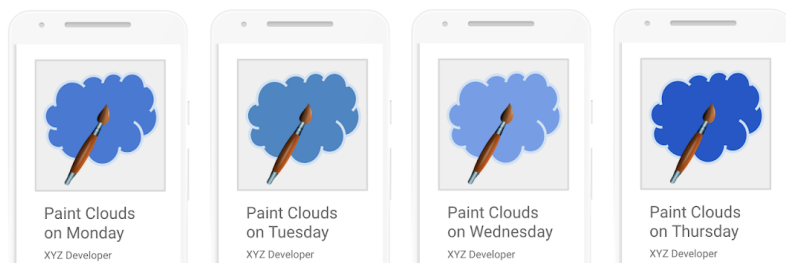 Paint Clouds
on Monday
XYZ Developer
Paint Clouds
on Tuesday
XYZ Developer
Paint Clouds
on Wednesday
XYZ Developer
Paint Clouds
on Thursday
XYZ Developer